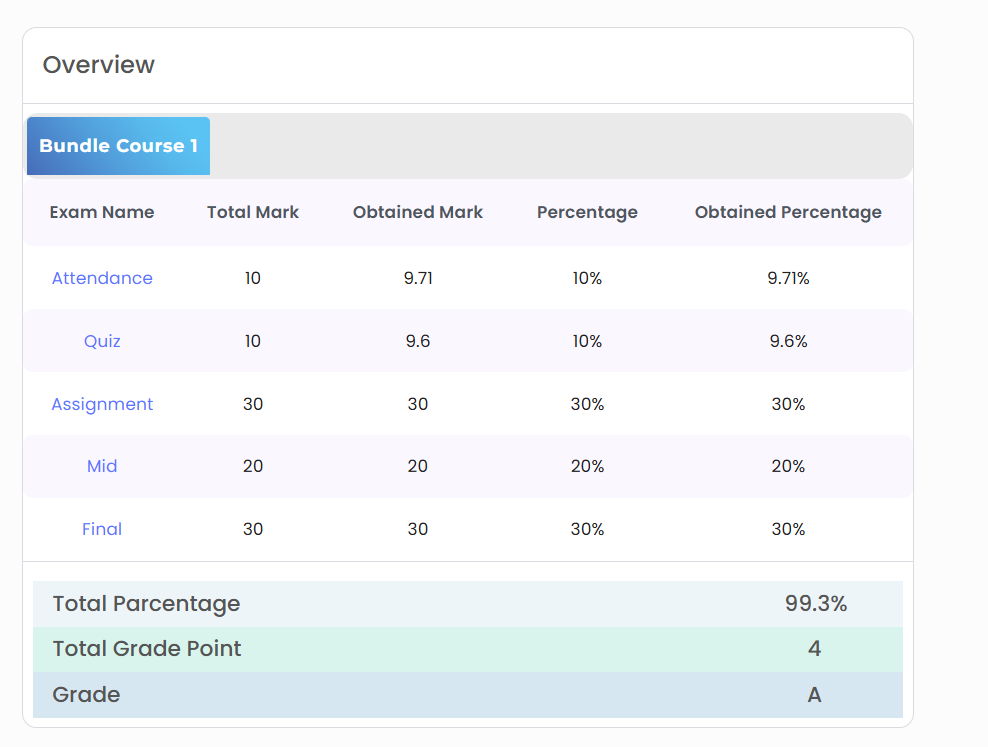 Overview
Bundle Course 1
Exam Name Total Mark Obtained Mark Percentage Obtained Percentage
Attendance 10 9.71 10% 9.71%
Quiz 10 9.6 10% 9.6%
Assignment 30 30 30% 30%
Mid 20 20 20% 20%
Final 30 30 30% 30%
Total Parcentage 99.3%
Total Grade Point 4
Grade A